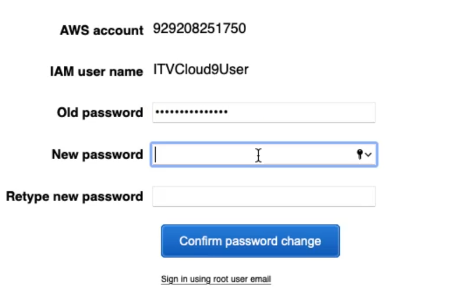 AWS account 929208251750
IAM user name ITVCloud9User
Old password •••••••••••••••
New password
Retype new password
Confirm password change
Sign in using root user email